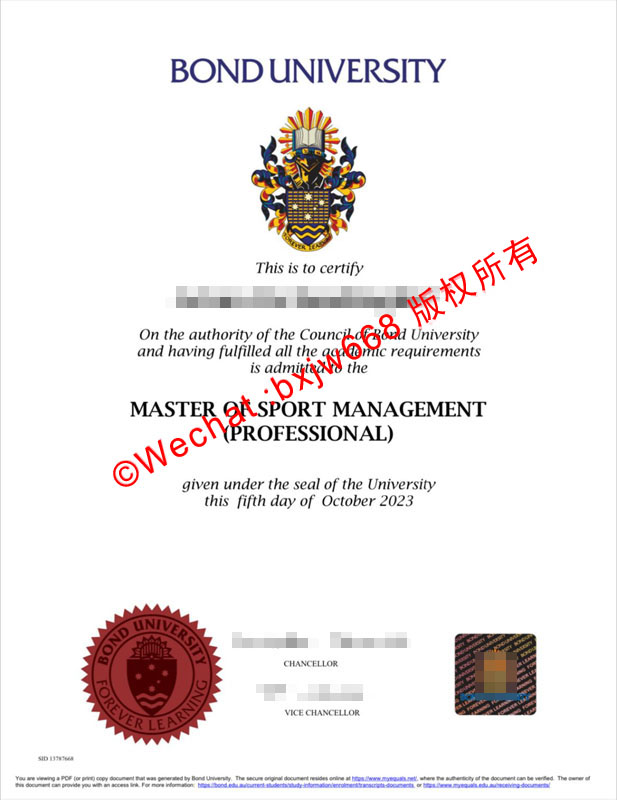 BOND UNIVERSITY
FOREVER LEARNING
This is to certify
On the authority of the Council of Bond University
and having fulfilled all the academic requirements
is admitted to the
MASTER OF SPORT MANAGEMENT
(PROFESSIONAL)
©Wechat :bxjw668 版权所有
given under the seal of the University
this fifth day of October 2023
BOND UNIVERSITY
FOREVER LEARNING
CHANCELLOR
VICE CHANCELLOR
SID 13787668
You are viewing a PDF (or print) copy document that was generated by Bond University. The secure original document resides online at https://www.myequals.net/, where the authenticity of the document can be verified. The owner of
this document can provide you with an access link. For more information: https://bond.edu.au/current-students/study-information/enrolment/transcripts-documents or https://www.myequals.edu.au/receiving-documents/